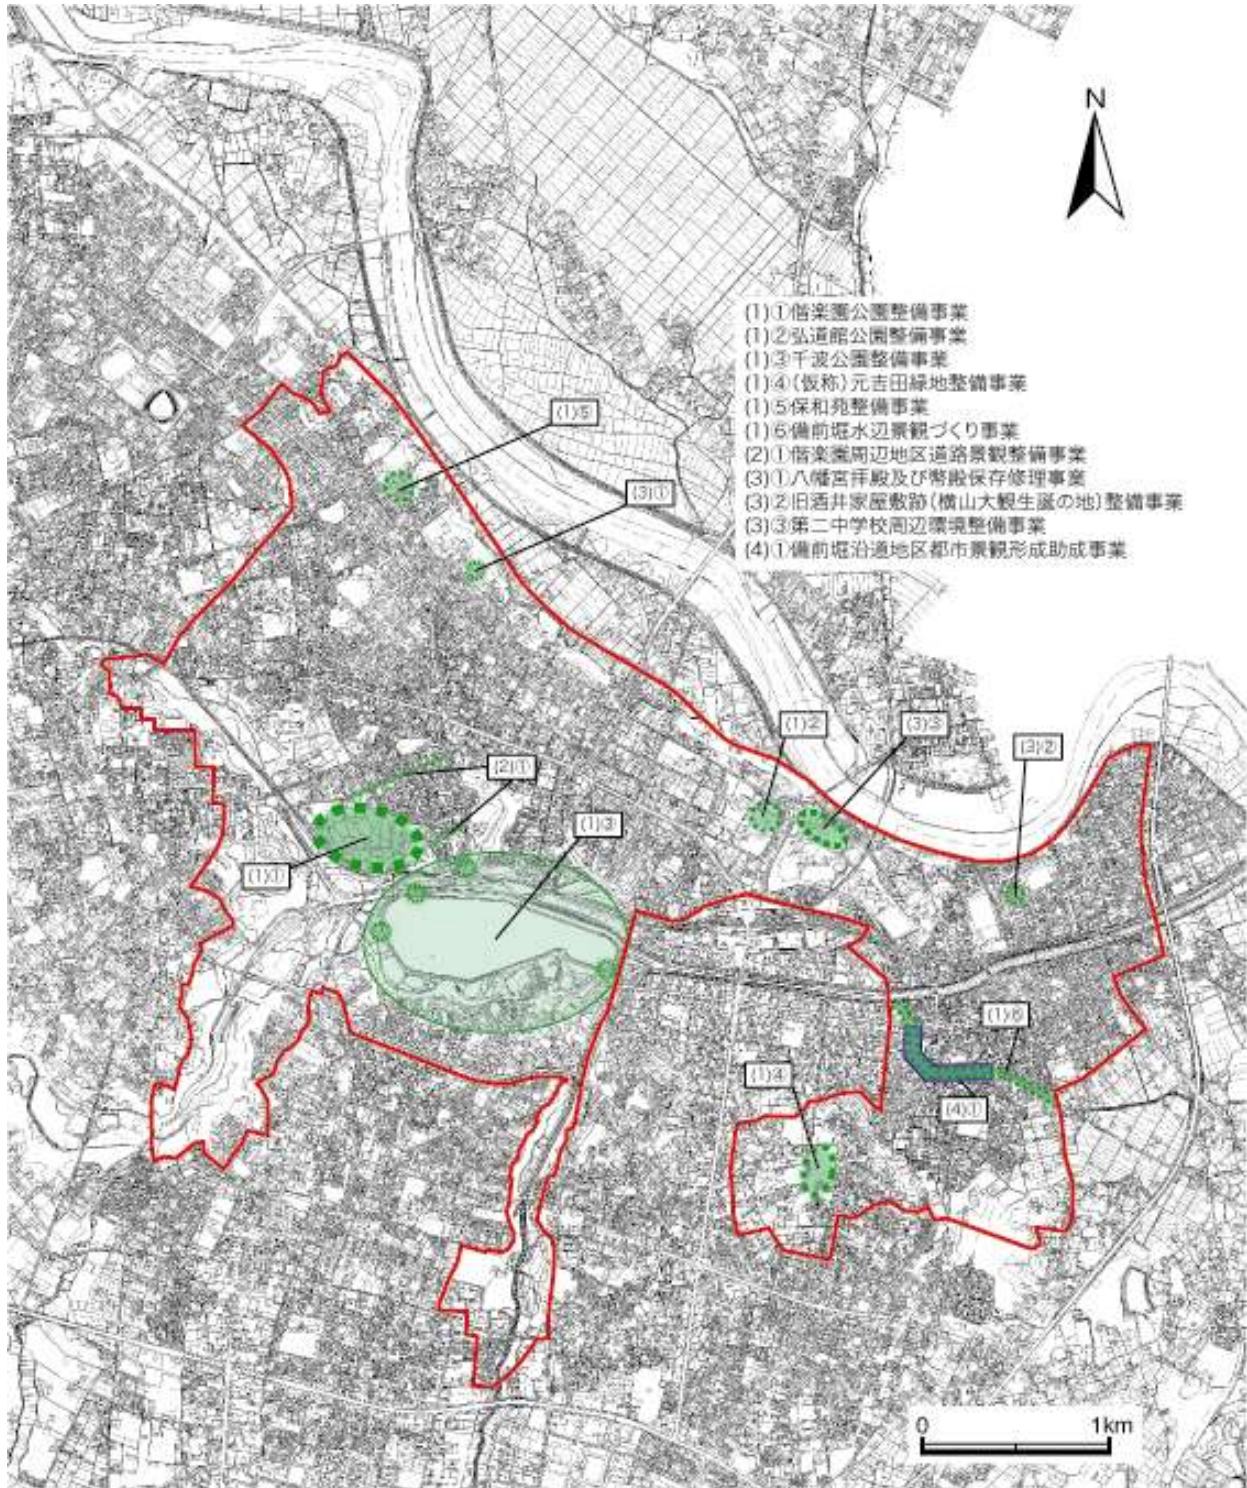 N
(1)①偕楽園公園整備事業
(1)②弘道館公園整備事業
(1)③千波公園整備事業
(1)④(仮称)元吉田緑地整備事業
(1)⑤保和苑整備事業
(1)⑥備前堀水辺景観づくり事業
(2)①偕楽園周辺地区道路景観整備事業
(3)①八幡宮拝殿及び幣殿保存修理事業
(3)②旧酒井家屋敷跡(横山大観生誕の地)整備事業
(3)③第二中学校周辺環境整備事業
(4)①備前堀沿道地区都市景観形成助成事業
(1)⑤
(3)①
(1)②
(3)③
(3)②
(2)①
(1)③
(1)①
(1)⑥
(1)④
(4)①
0 1km